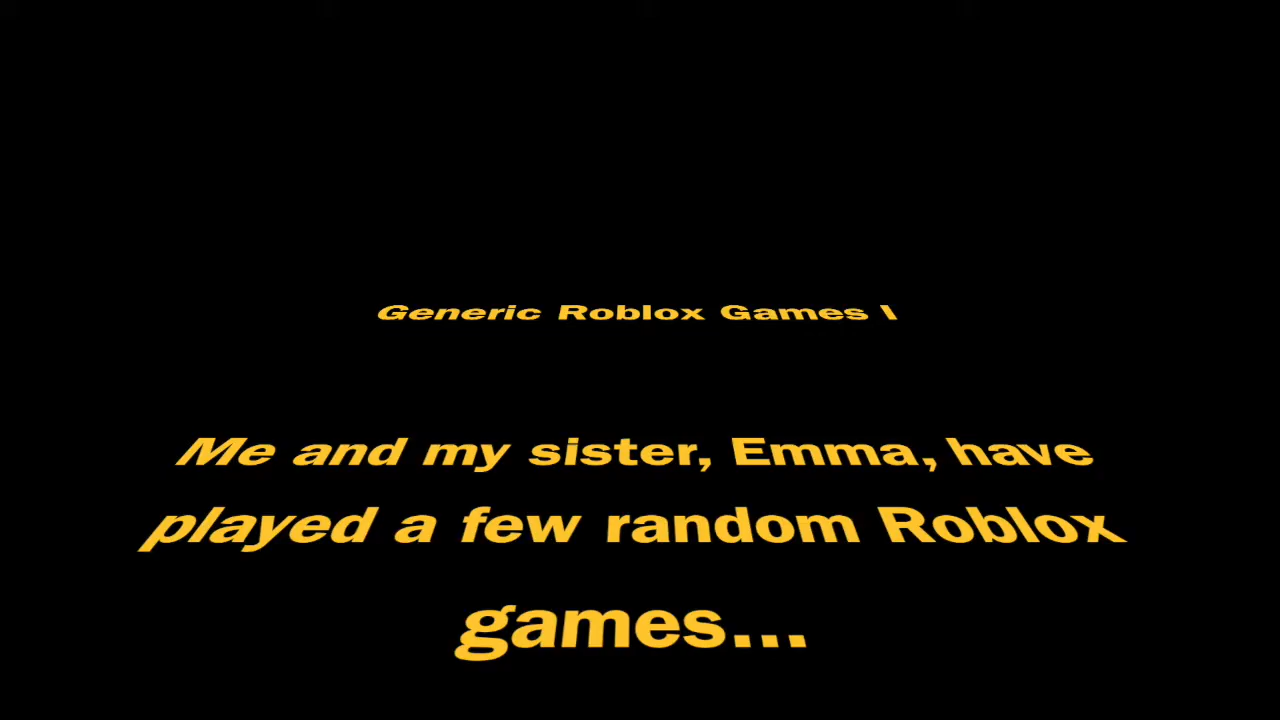 Generic Roblox Games I
Me and my sister, Emma, have
played a few random Roblox
games...